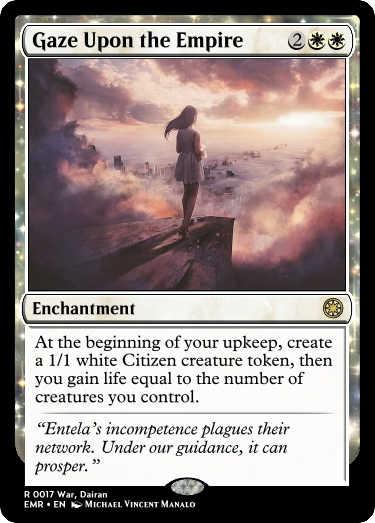 Gaze Upon the Empire 2
Enchantment
At the beginning of your upkeep, create
a 1/1 white Citizen creature token, then
you gain life equal to the number of
creatures you control.
“Entela’s incompetence plagues their
network. Under our guidance, it can
prosper.”
R 0017 War, Dairan
EMR • EN Michael Vincent Manalo